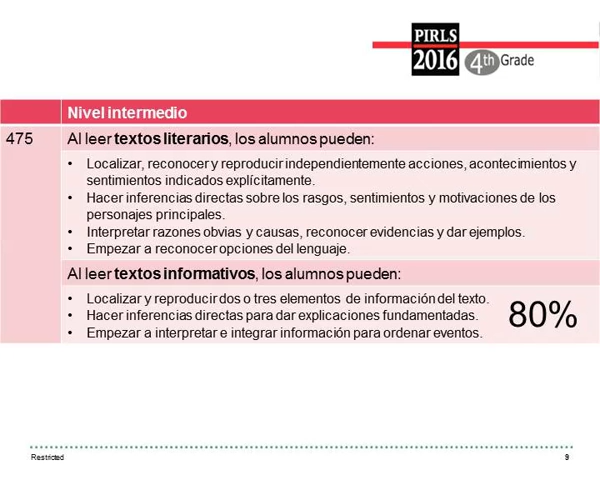 PIRLS
2016 4th Grade
Nivel intermedio
475 Al leer textos literarios, los alumnos pueden:
• Localizar, reconocer y reproducir independientemente acciones, acontecimientos y
sentimientos indicados explícitamente.
• Hacer inferencias directas sobre los rasgos, sentimientos y motivaciones de los
personajes principales.
• Interpretar razones obvias y causas, reconocer evidencias y dar ejemplos.
• Empezar a reconocer opciones del lenguaje.
Al leer textos informativos, los alumnos pueden:
• Localizar y reproducir dos o tres elementos de información del texto.
• Hacer inferencias directas para dar explicaciones fundamentadas.
• Empezar a interpretar e integrar información para ordenar eventos.
80%
Restricted
9